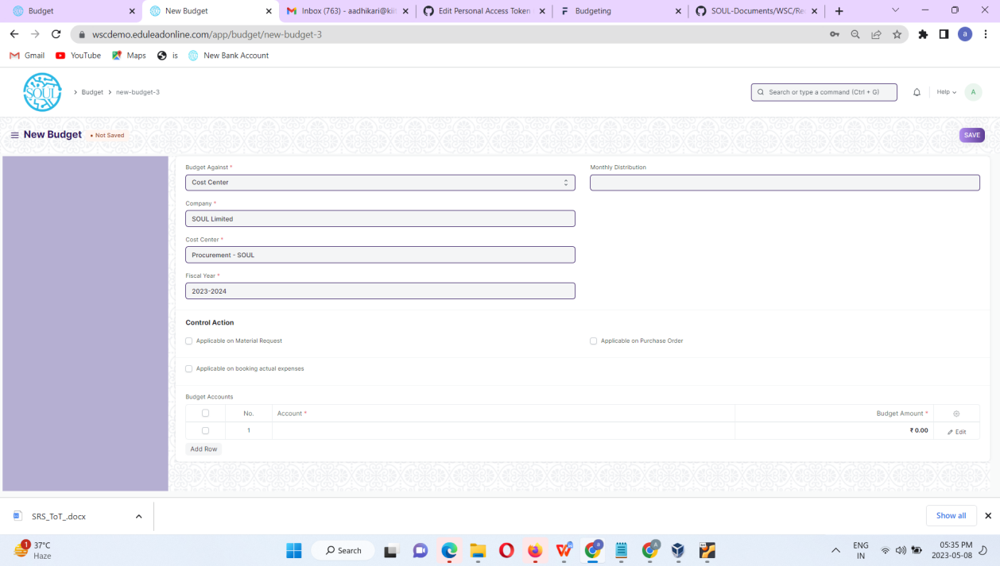 Budget
New Budget
Inbox (763) - aadhikari@kiit
Edit Personal Access Token
Budgeting
SOUL-Documents/WSC/Re
wscdemo.eduleadonline.com/app/budget/new-budget-3
a
Gmail
YouTube
Maps
is
New Bank Account
SOUL
Budget
new-budget-3
Search or type a command (Ctrl + G)
Help
A
New Budget
• Not Saved
SAVE
Budget Against *
Monthly Distribution
Cost Center
Company *
SOUL Limited
Cost Center *
Procurement - SOUL
Fiscal Year *
2023-2024
Control Action
Applicable on Material Request
Applicable on Purchase Order
Applicable on booking actual expenses
Budget Accounts
No.
Account *
Budget Amount *
1
₹ 0.00
Edit
Add Row
SRS_ToT_.docx
Show all
1
37°C
Haze
Search
ENG
IN
05:35 PM
2023-05-08